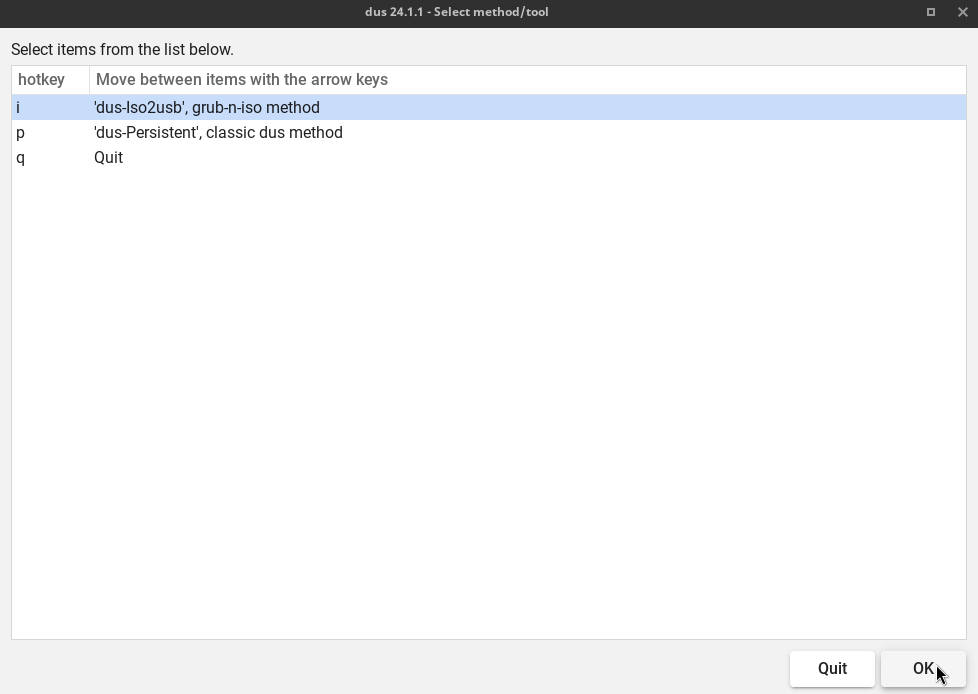 dus 24.1.1 - Select method/tool
Select items from the list below.
hotkey Move between items with the arrow keys
i 'dus-Iso2usb', grub-n-iso method
p 'dus-Persistent', classic dus method
q Quit
Quit OK